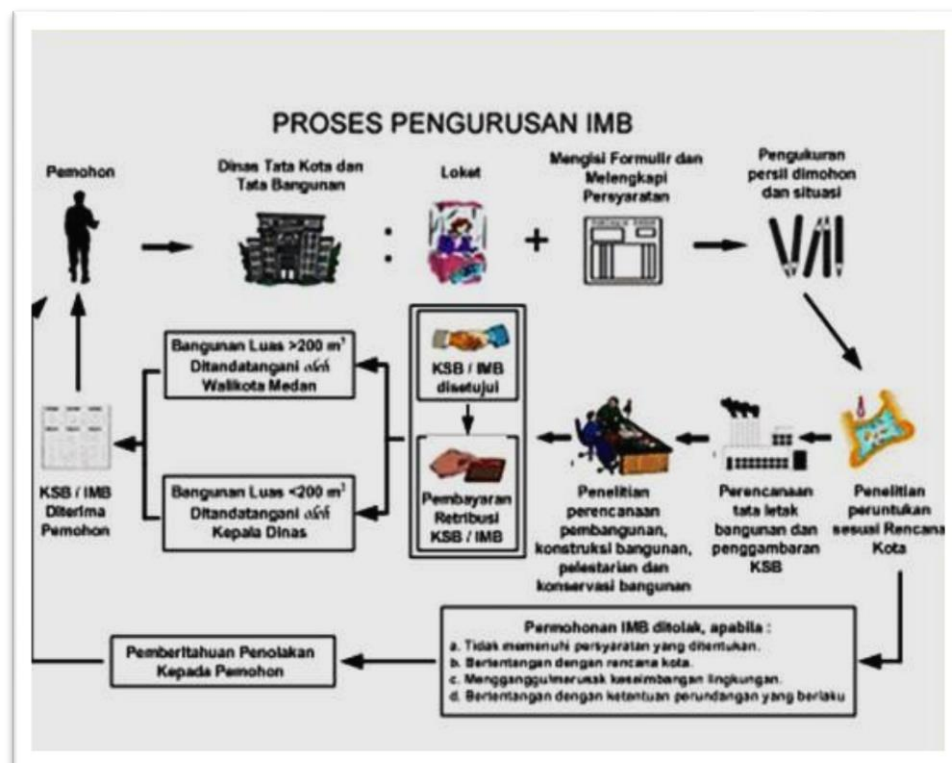 PROSES PENGURUSAN IMB
Pemohon
Dinas Tata Kota dan
Tata Bangunan
Loket
Mengisi Formulir dan
Melengkapi
Persyaratan
Pengukuran
persil dimohon
dan situasi
:
+
Bangunan Luas >200 m²
Ditandatangani oleh
Walikota Medan
KSB / IMB
disetujui
KSB / IMB
Diterima
Pemohon
Bangunan Luas <200 m²
Ditandatangani oleh
Kepala Dinas
Pembayaran
Retribusi
KSB / IMB
Penelitian
perencanaan
pembangunan,
konstruksi bangunan,
pelestarian dan
konservasi bangunan
Perencanaan
tata letak
bangunan dan
penggambaran
KSB
Penelitian
peruntukan
sesuai Rencana
Kota
Pemberitahuan Penolakan
Kepada Pemohon
Permohonan IMB ditolak, apabila :
a. Tidak memenuhi persyaratan yang ditentukan.
b. Bertentangan dengan rencana kota.
c. Mengganggu/merusak keseimbangan lingkungan.
d. Bertentangan dengan ketentuan perundangan yang berlaku